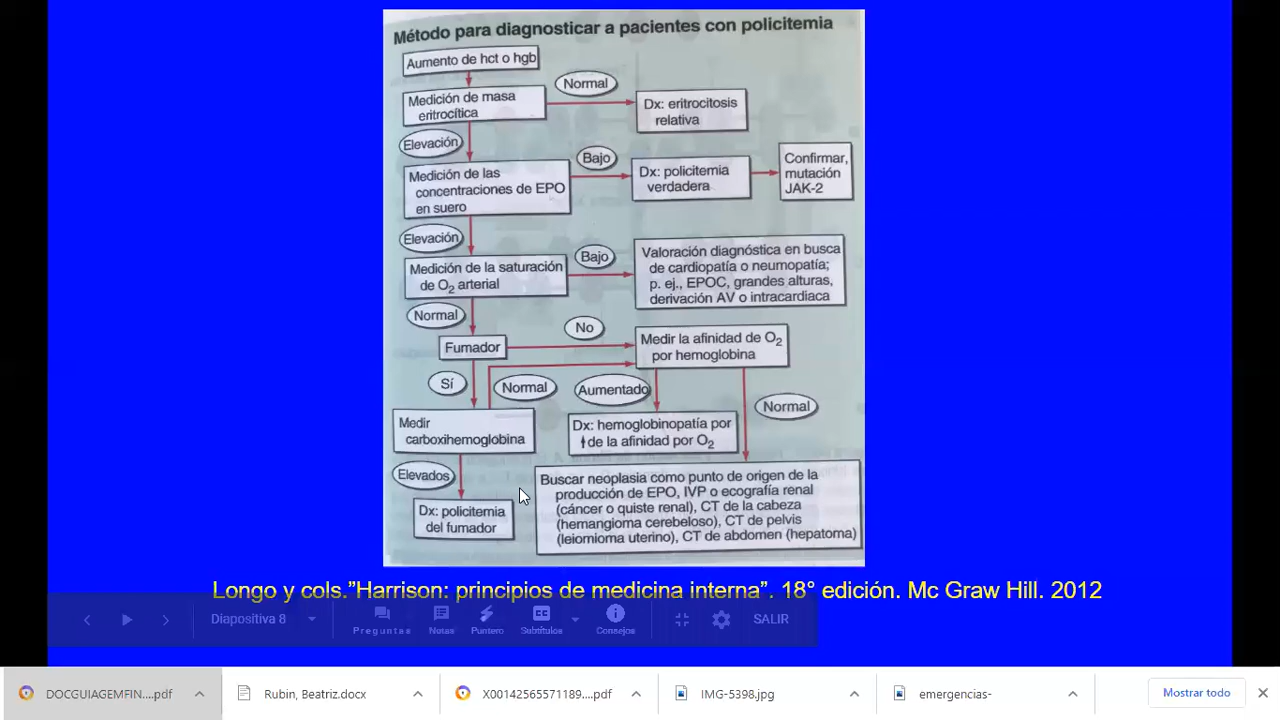 Método para diagnosticar a pacientes con policitemia
Aumento de hct o hgb
Medición de masa
eritrocítica
Normal
Dx: eritrocitosis
relativa
Elevación
Medición de las
concentraciones de EPO
en suero
Bajo
Dx: policitemia
verdadera
Confirmar,
mutación
JAK-2
Elevación
Medición de la saturación
de O2 arterial
Bajo
Valoración diagnóstica en busca
de cardiopatía o neumopatía;
p. ej., EPOC, grandes alturas,
derivación AV o intracardiaca
Normal
Fumador
No
Medir la afinidad de O2
por hemoglobina
Sí
Normal
Aumentado
Normal
Medir
carboxihemoglobina
Dx: hemoglobinopatía por
↑ de la afinidad por O2
Elevados
Dx: policitemia
del fumador
Buscar neoplasia como punto de origen de la
producción de EPO, IVP o ecografía renal
(cáncer o quiste renal), CT de la cabeza
(hemangioma cerebeloso), CT de pelvis
(leiomioma uterino), CT de abdomen (hepatoma)
Longo y cols."Harrison: principios de medicina interna". 18° edición. Mc Graw Hill. 2012
Diapositiva 8
Preguntas
Notas
Puntero
Subtítulos
Consejos
SALIR
DOCGUIAGEMFIN....pdf
Rubin, Beatriz.docx
X00142565571189....pdf
IMG-5398.jpg
emergencias-
Mostrar todo